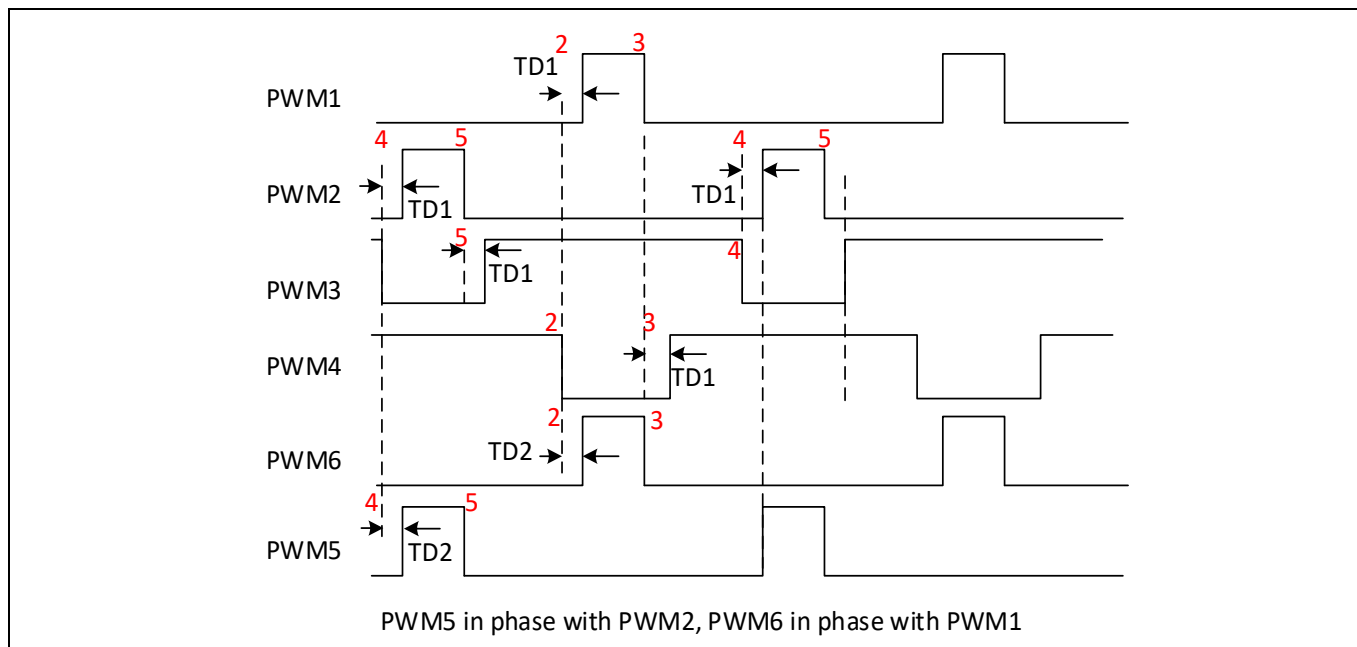 2 3
TD1
PWM1
4 5 4 5
PWM2 TD1 TD1
5 4
PWM3 TD1
2 3
PWM4 TD1
2 3
TD2
PWM6
4 5
PWM5 TD2
PWM5 in phase with PWM2, PWM6 in phase with PWM1